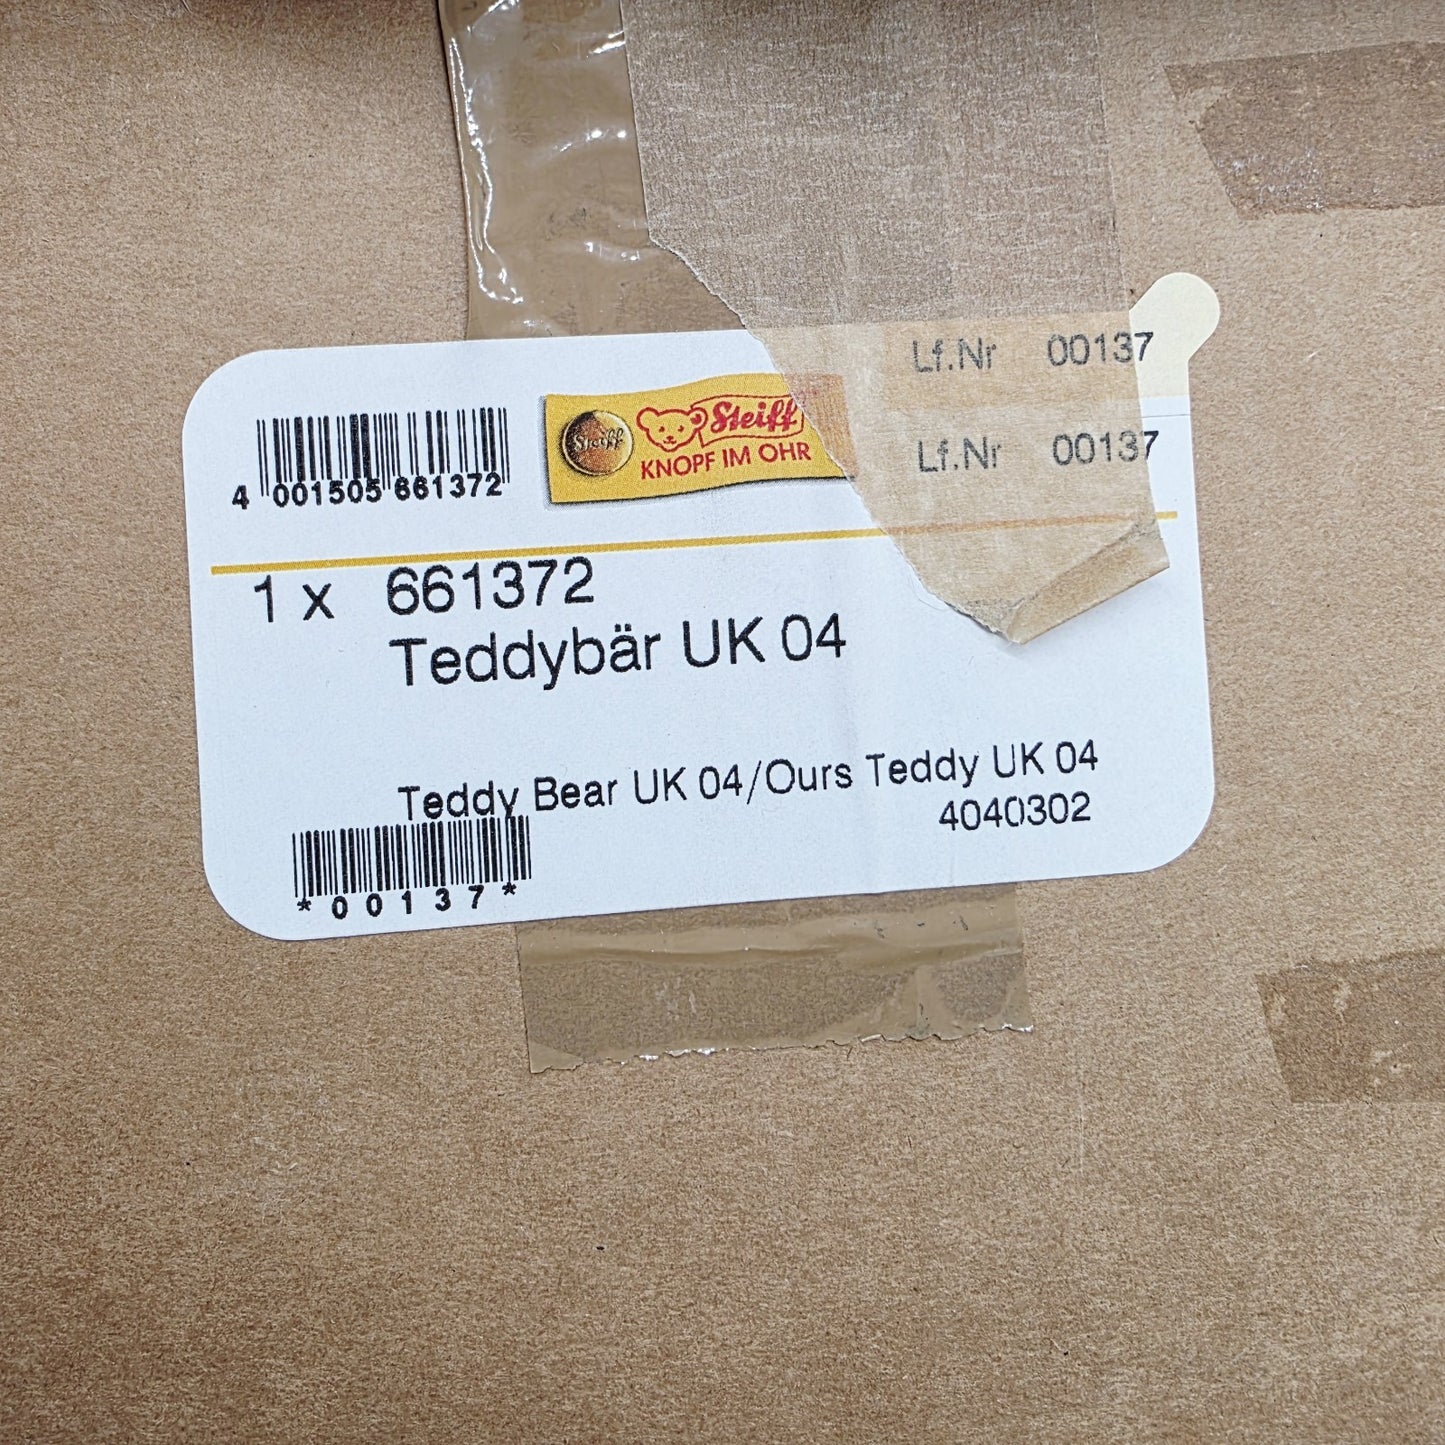 Lf.Nr 00137
Steiff
Steiff
KNOPF IM OHR
Lf.Nr 00137
4 001505 661372
1 x 661372
Teddybär UK 04
Teddy Bear UK 04/Ours Teddy UK 04
4040302
*00137*